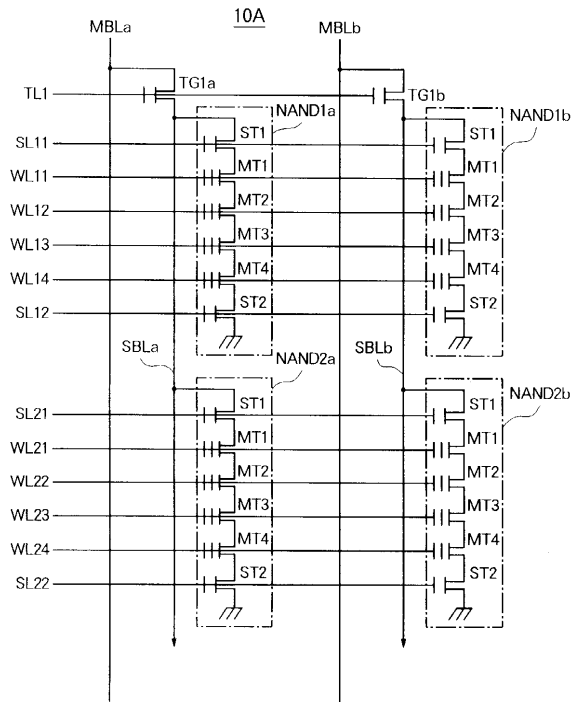 10A
MBLa
MBLb
TL1
TG1a
TG1b
NAND1a
NAND1b
SL11
ST1
ST1
WL11
MT1
MT1
WL12
MT2
MT2
WL13
MT3
MT3
WL14
MT4
MT4
SL12
ST2
ST2
SBLa
SBLb
NAND2a
NAND2b
SL21
ST1
ST1
WL21
MT1
MT1
WL22
MT2
MT2
WL23
MT3
MT3
WL24
MT4
MT4
SL22
ST2
ST2